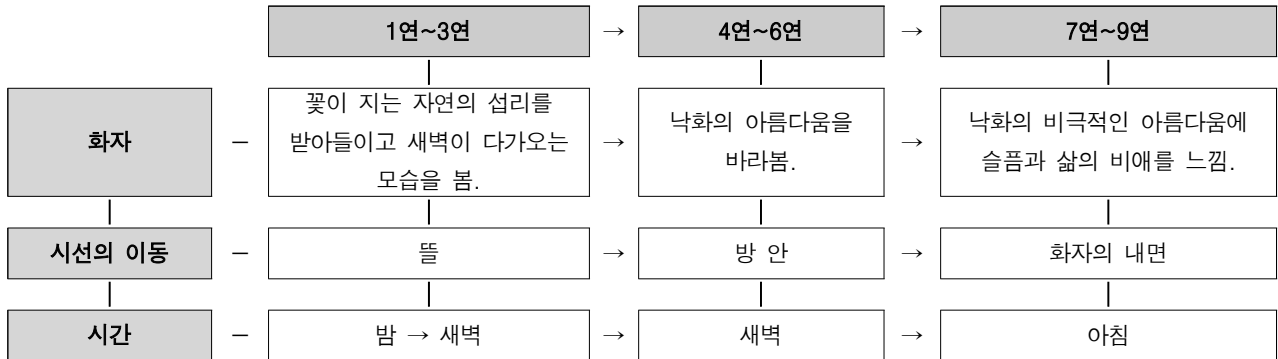 1연~3연 → 4연~6연 → 7연~9연
화자 – 꽃이 지는 자연의 섭리를
받아들이고 새벽이 다가오는
모습을 봄. → 낙화의 아름다움을
바라봄. → 낙화의 비극적인 아름다움에
슬픔과 삶의 비애를 느낌.
시선의 이동 – 뜰 → 방 안 → 화자의 내면
시간 – 밤 → 새벽 → 새벽 → 아침